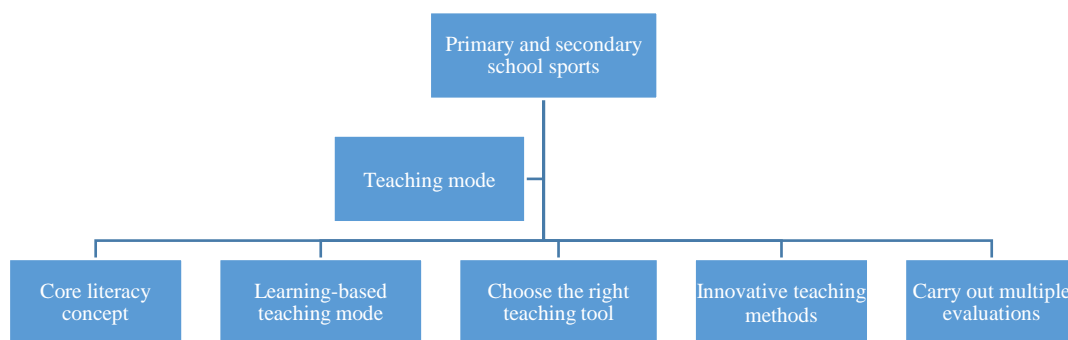 Primary and secondary
school sports
Teaching mode
Core literacy
concept
Learning-based
teaching mode
Choose the right
teaching tool
Innovative teaching
methods
Carry out multiple
evaluations